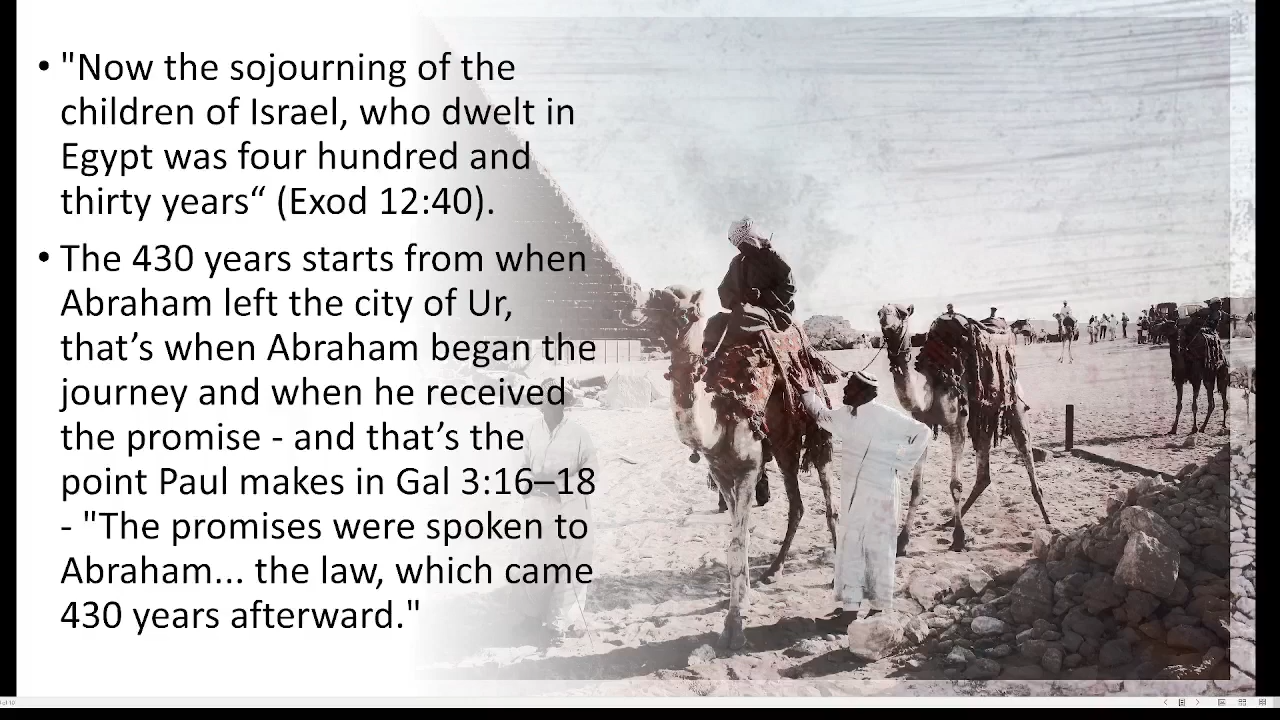 • "Now the sojourning of the
children of Israel, who dwelt in
Egypt was four hundred and
thirty years“ (Exod 12:40).
• The 430 years starts from when
Abraham left the city of Ur,
that’s when Abraham began the
journey and when he received
the promise - and that’s the
point Paul makes in Gal 3:16–18
- "The promises were spoken to
Abraham... the law, which came
430 years afterward."